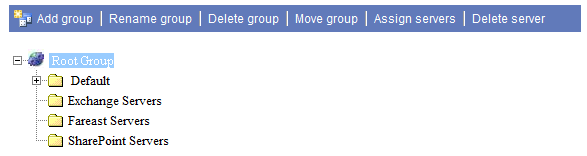 Add group | Rename group | Delete group | Move group | Assign servers | Delete server
Root Group
Default
Exchange Servers
Fareast Servers
SharePoint Servers